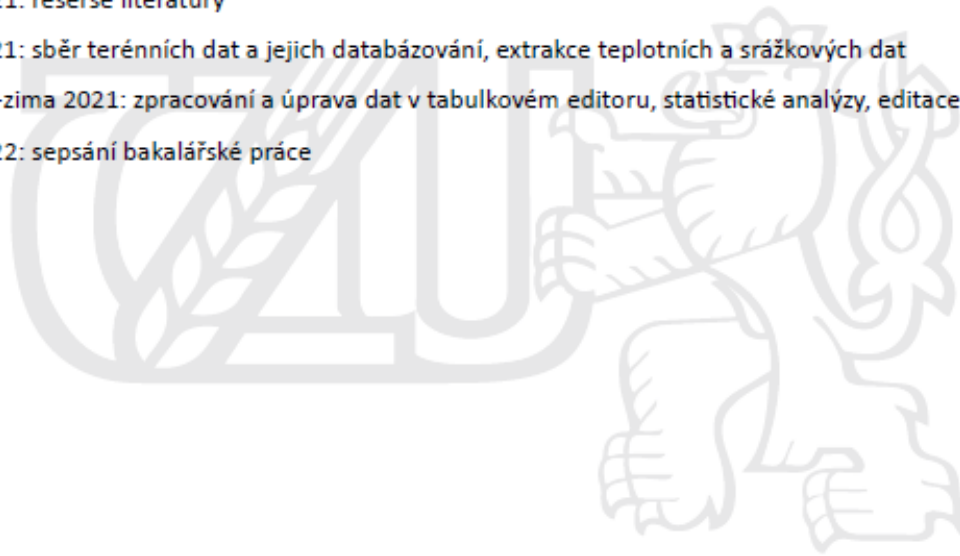 21: rešerše literatury
21: sběr terénních dat a jejich databázování, extrakce teplotních a srážkových dat
-zima 2021: zpracování a úprava dat v tabulkovém editoru, statistické analýzy, editace
22: sepsání bakalářské práce